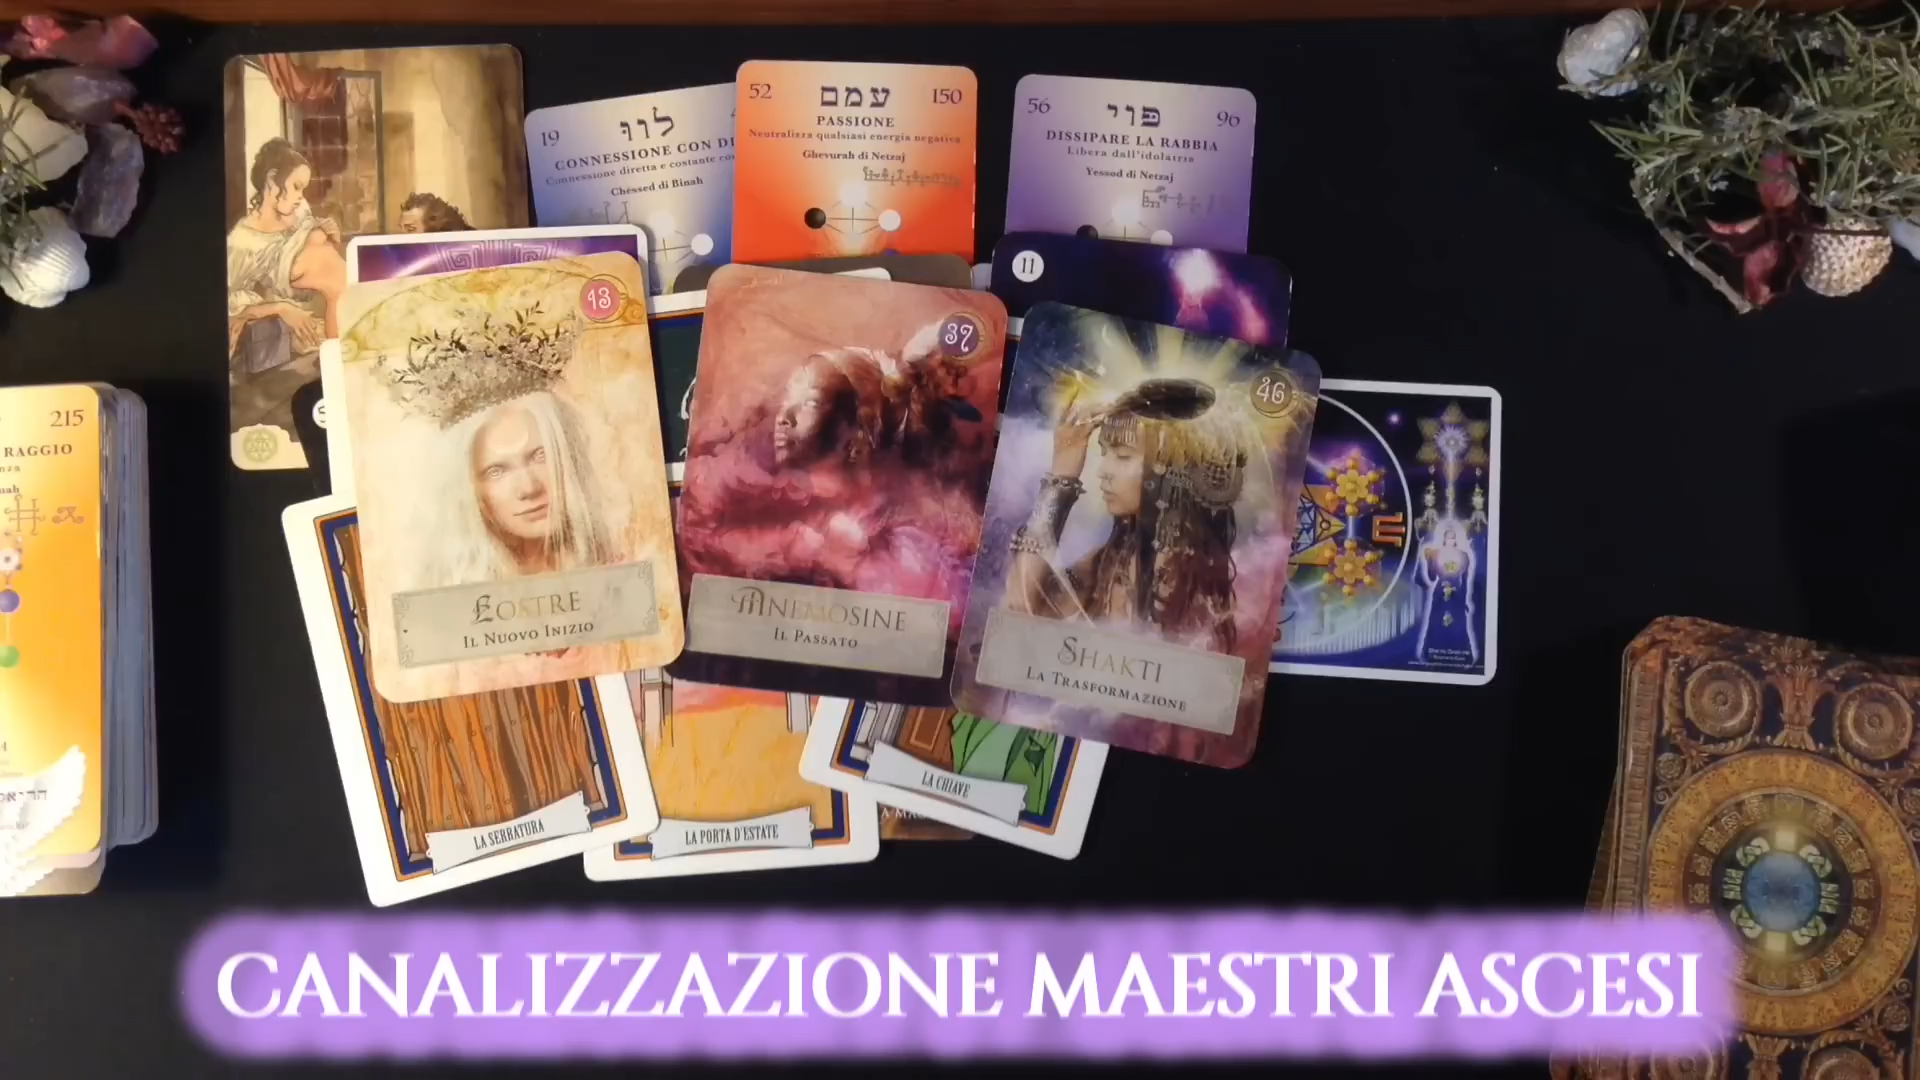 19
לוו
CONNESSIONE CON
Connessione diretta e costante
Chéssed di Binah
52
עמם
150
PASSIONE
Neutralizza qualsiasi energia negativa
Ghevurah di Netzaj
56
פוי
96
DISSIPARE LA RABBIA
Libera dall'idolatria
Yessod di Netzaj
11
13
EOSTRE
IL NUOVO INIZIO
37
MNEMOSINE
IL PASSATO
46
SHAKTI
LA TRASFORMAZIONE
215
RAGGIO
LA SERRATURA
LA PORTA D'ESTATE
LA CHIAVE
CANALIZZAZIONE MAESTRI ASCESI